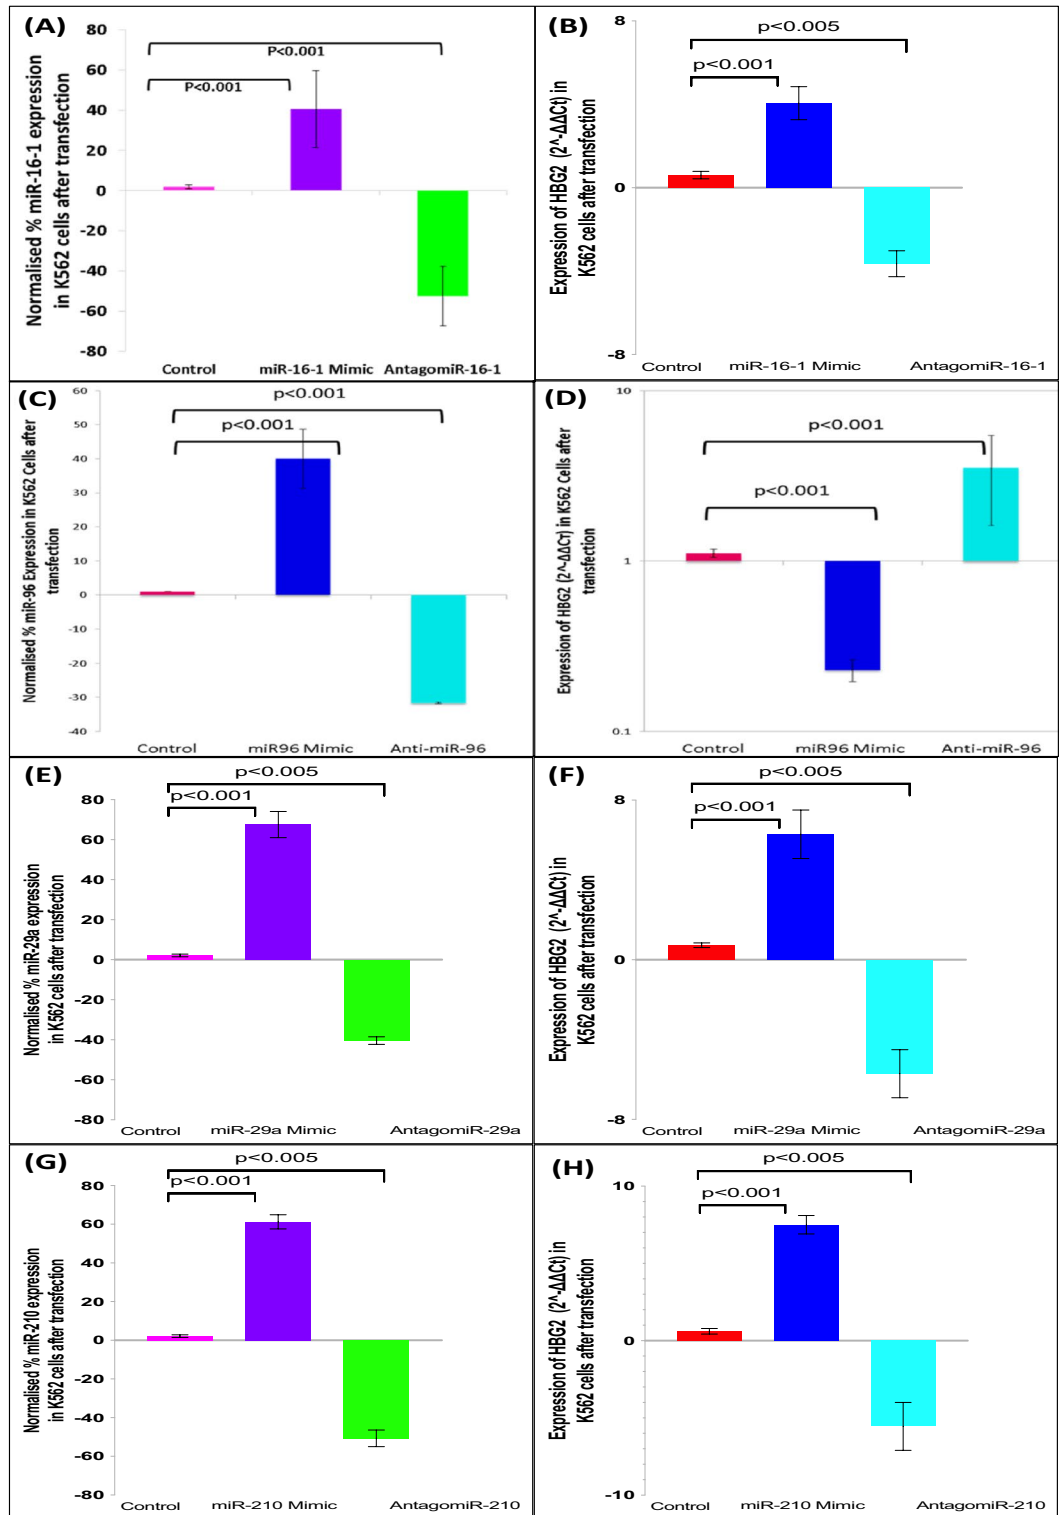 (A)
Normalised % miR-16-1 expression
in K562 cells after transfection
80
60
40
20
0
-20
-40
-60
-80
P<0.001
P<0.001
Control miR-16-1 Mimic AntagomiR-16-1
(B)
Expression of HBG2 (2^-ΔΔCt) in
K562 cells after transfection
8
0
-8
p<0.005
p<0.001
Control miR-16-1 Mimic AntagomiR-16-1
(C)
Normalised % miR-96 Expression in K562 Cells after
transfection
60
50
40
30
20
10
0
-10
-20
-30
-40
p<0.001
p<0.001
Control miR96 Mimic Anti-miR-96
(D)
Expression of HBG2 (2^-ΔΔCt) in K562 Cells after
transfection
10
1
0.1
p<0.001
p<0.001
Control miR96 Mimic Anti-miR-96
(E)
Normalised % miR-29a expression
in K562 cells after transfection
80
60
40
20
0
-20
-40
-60
-80
p<0.005
p<0.001
Control miR-29a Mimic AntagomiR-29a
(F)
Expression of HBG2 (2^-ΔΔCt) in
K562 cells after transfection
8
0
-8
p<0.005
p<0.001
Control miR-29a Mimic AntagomiR-29a
(G)
Normalised % miR-210 expression
in K562 cells after transfection
80
60
40
20
0
-20
-40
-60
-80
p<0.005
p<0.001
Control miR-210 Mimic AntagomiR-210
(H)
Expression of HBG2 (2^-ΔΔCt) in
K562 cells after transfection
10
0
-10
p<0.005
p<0.001
Control miR-210 Mimic AntagomiR-210